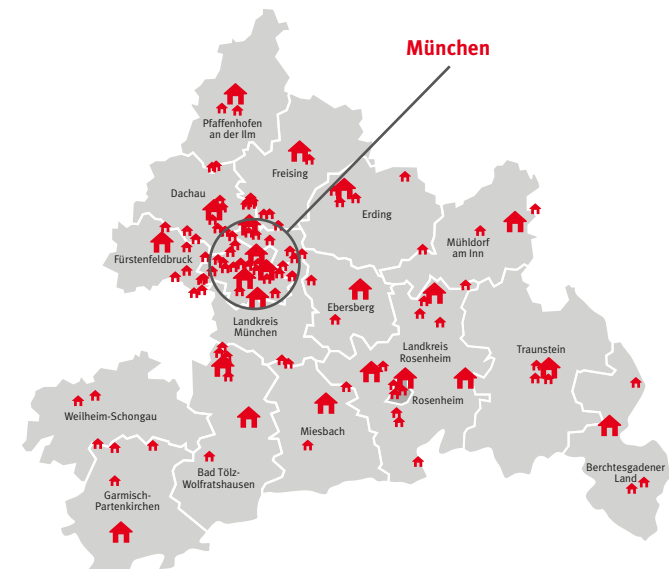 München
Pfaffenhofen
an der Ilm
Freising
Dachau
Erding
Mühldorf
am Inn
Fürstenfeldbruck
Ebersberg
Landkreis
München
Landkreis
Rosenheim
Traunstein
Rosenheim
Weilheim-Schongau
Miesbach
Bad Tölz-
Wolfratshausen
Berchtesgadener
Land
Garmisch-
Partenkirchen